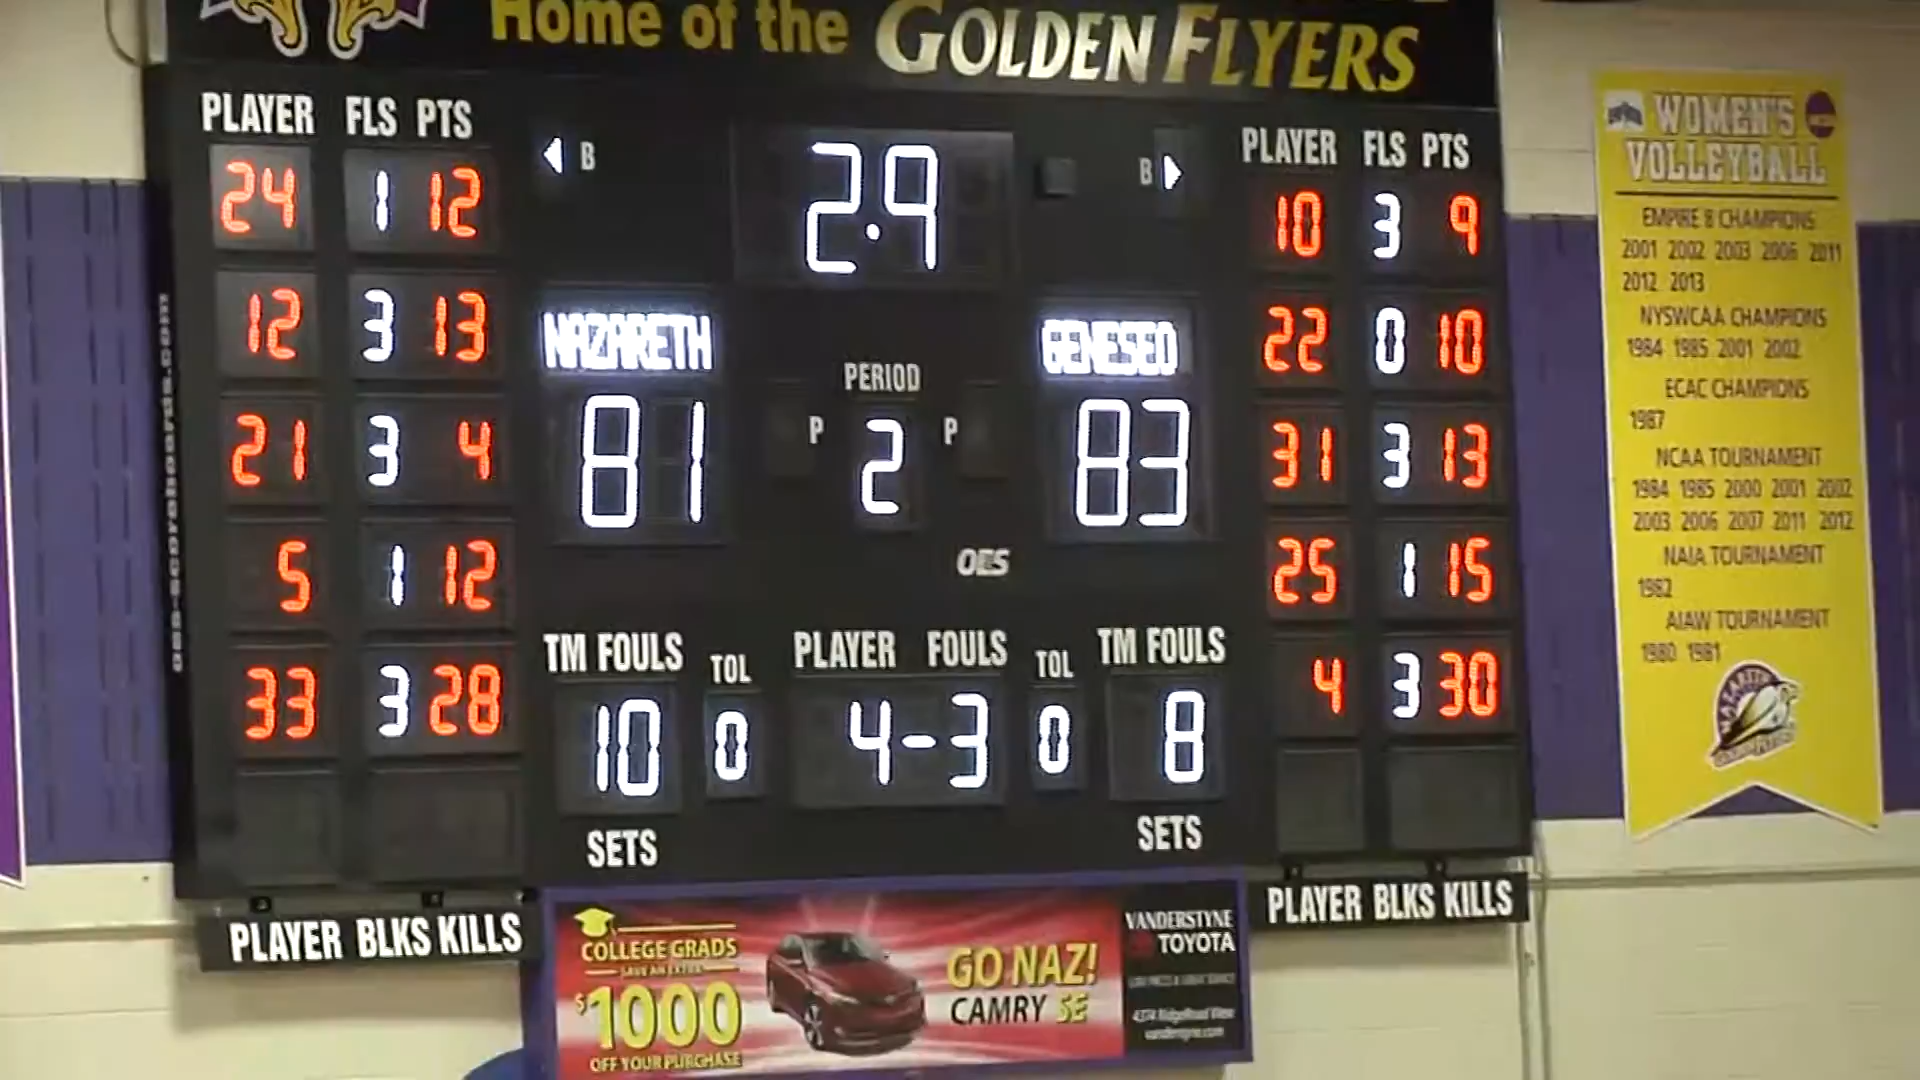 Home of the GOLDEN FLYERS
PLAYER FLS PTS
24 1 12
12 3 13
21 3 4
5 1 12
33 3 28
B
2.9
B
NAZARETH
GENESEO
PERIOD
81
P
2
P
83
OES
TM FOULS
TOL
PLAYER FOULS
TOL
TM FOULS
10
0
4-3
0
8
SETS
SETS
PLAYER FLS PTS
10 3 9
22 0 10
31 3 13
25 1 15
4 3 30
PLAYER BLKS KILLS
PLAYER BLKS KILLS
oes-scoreboards.com
COLLEGE GRADS
SAVE AN EXTRA
$1000
OFF YOUR PURCHASE
GO NAZ!
CAMRY SE
VANDERSTYNE
TOYOTA
WOMEN'S
VOLLEYBALL
EMPIRE 8 CHAMPIONS
2001 2002 2003 2006 2011
2012 2013
NYSWCAA CHAMPIONS
1984 1985 2001 2002
ECAC CHAMPIONS
1987
NCAA TOURNAMENT
1984 1985 2000 2001 2002
2003 2006 2007 2011 2012
NAIA TOURNAMENT
1982
AIAW TOURNAMENT
1980 1981